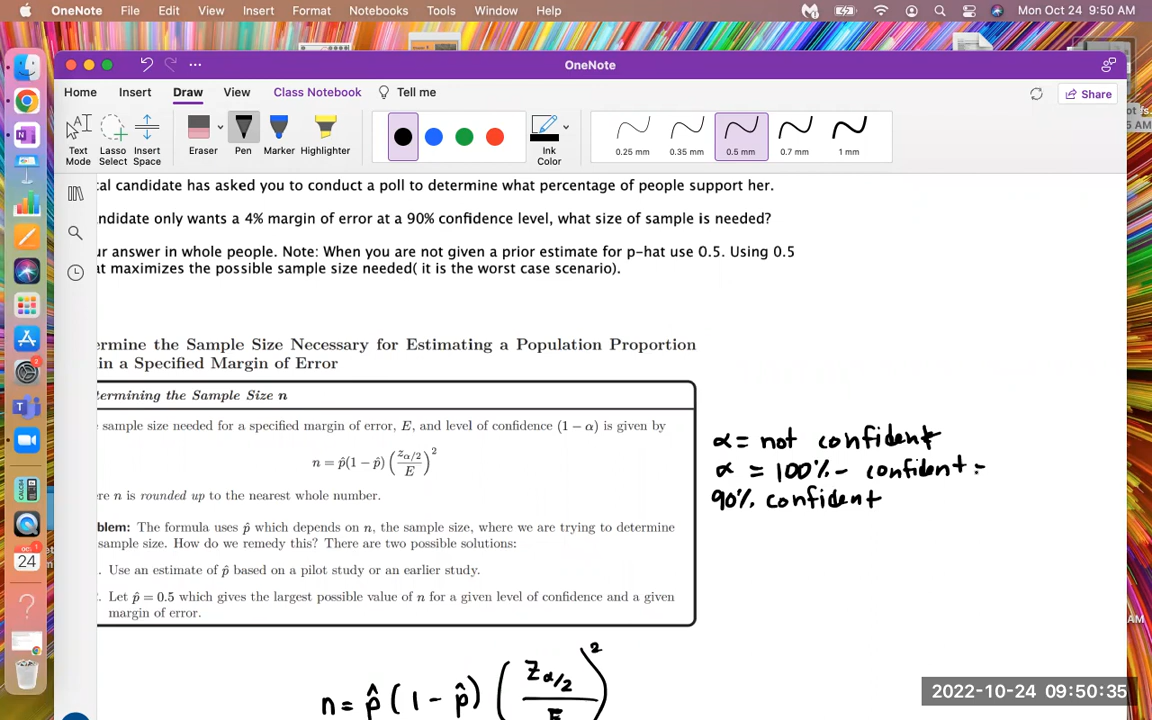 OneNote File Edit View Insert Format Notebooks Tools Window Help Mon Oct 24 9:50 AM
OneNote
Home Insert Draw View Class Notebook Tell me Share
Text Mode Lasso Select Insert Space Eraser Pen Marker Highlighter Ink Color 0.25 mm 0.35 mm 0.5 mm 0.7 mm 1 mm
tal candidate has asked you to conduct a poll to determine what percentage of people support her.
andidate only wants a 4% margin of error at a 90% confidence level, what size of sample is needed?
ur answer in whole people. Note: When you are not given a prior estimate for p-hat use 0.5. Using 0.5
at maximizes the possible sample size needed( it is the worst case scenario).
ermine the Sample Size Necessary for Estimating a Population Proportion
in a Specified Margin of Error
termining the Sample Size n
sample size needed for a specified margin of error, E, and level of confidence (1 − α) is given by
n = p̂(1 − p̂) (z_{α/2}/E)^2
ere n is rounded up to the nearest whole number.
oblem: The formula uses p̂ which depends on n, the sample size, where we are trying to determine
sample size. How do we remedy this? There are two possible solutions:
. Use an estimate of p̂ based on a pilot study or an earlier study.
. Let p̂ = 0.5 which gives the largest possible value of n for a given level of confidence and a given
margin of error.
α = not confident
α = 100% - confident =
90% confident
n = p̂ (1 - p̂) (z_{α/2}/E)^2
OCT
24
AM
2022-10-24 09:50:35